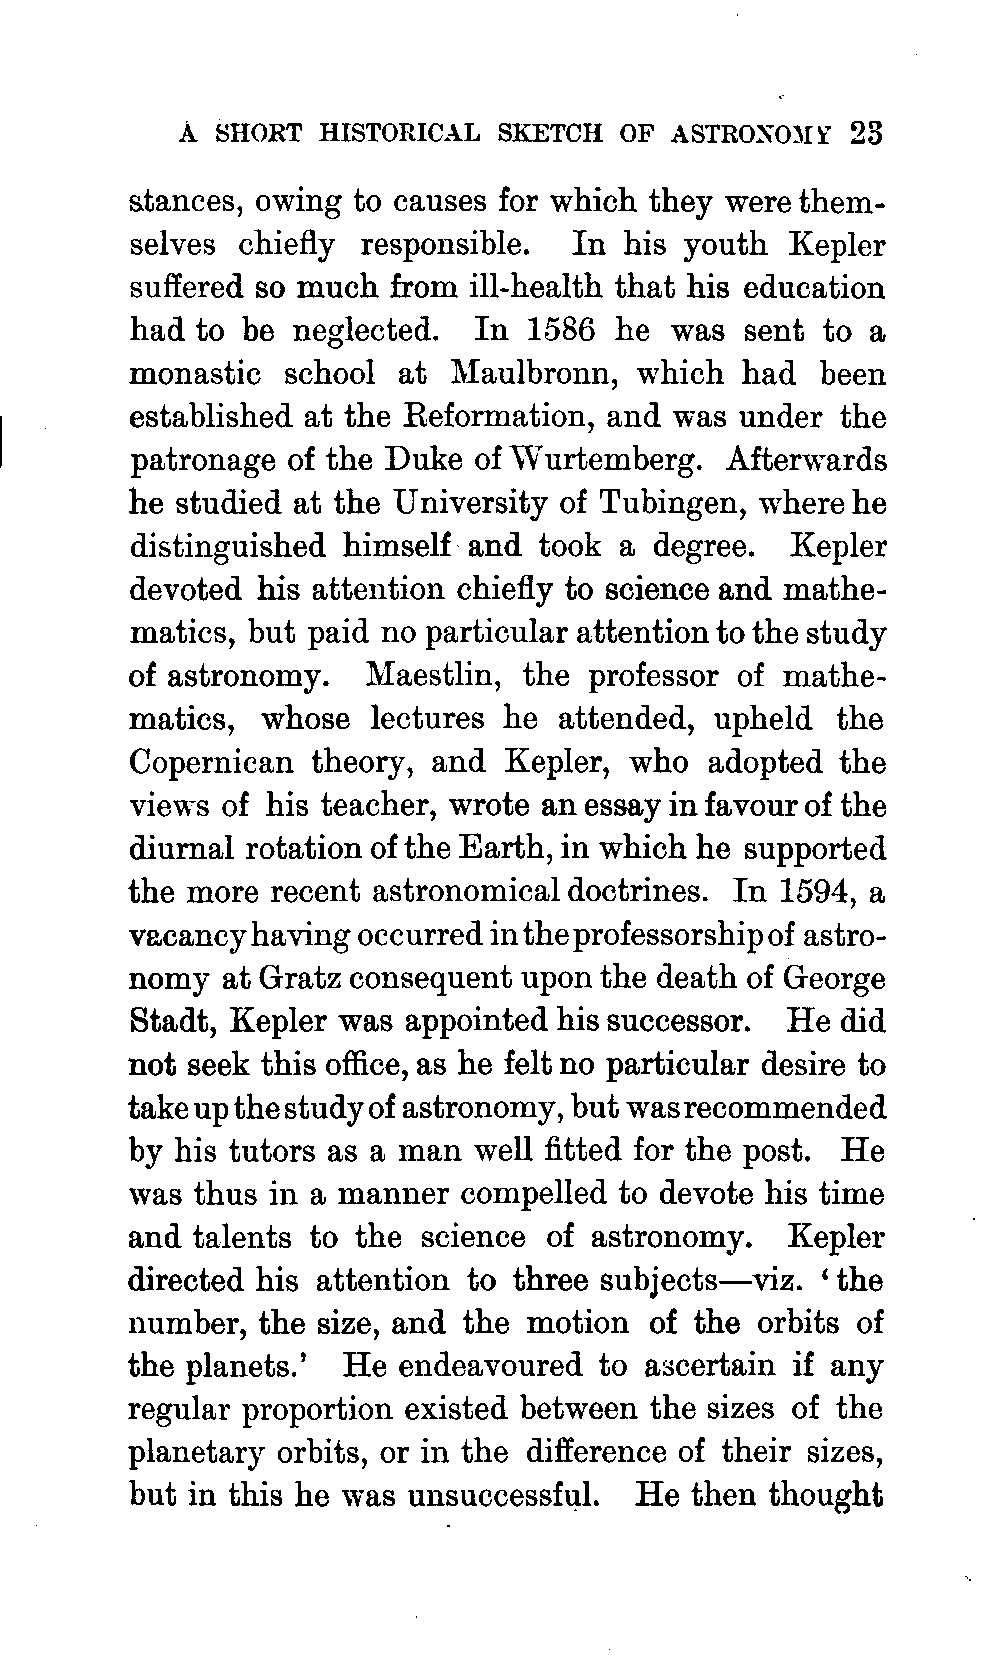 A SHORT HISTORICAL SKETCH OF ASTRONOMY 23
stances, owing to causes for which they were them-
selves chiefly responsible. In his youth Kepler
suffered so much from ill-health that his education
had to be neglected. In 1586 he was sent to a
monastic school at Maulbronn, which had been
established at the Reformation, and was under the
patronage of the Duke of Wurtemberg. Afterwards
he studied at the University of Tubingen, where he
distinguished himself and took a degree. Kepler
devoted his attention chiefly to science and mathe-
matics, but paid no particular attention to the study
of astronomy. Maestlin, the professor of mathe-
matics, whose lectures he attended, upheld the
Copernican theory, and Kepler, who adopted the
views of his teacher, wrote an essay in favour of the
diurnal rotation of the Earth, in which he supported
the more recent astronomical doctrines. In 1594, a
vacancy having occurred in the professorship of astro-
nomy at Gratz consequent upon the death of George
Stadt, Kepler was appointed his successor. He did
not seek this office, as he felt no particular desire to
take up the study of astronomy, but was recommended
by his tutors as a man well fitted for the post. He
was thus in a manner compelled to devote his time
and talents to the science of astronomy. Kepler
directed his attention to three subjects—viz. ‘the
number, the size, and the motion of the orbits of
the planets.’ He endeavoured to ascertain if any
regular proportion existed between the sizes of the
planetary orbits, or in the difference of their sizes,
but in this he was unsuccessful. He then thought